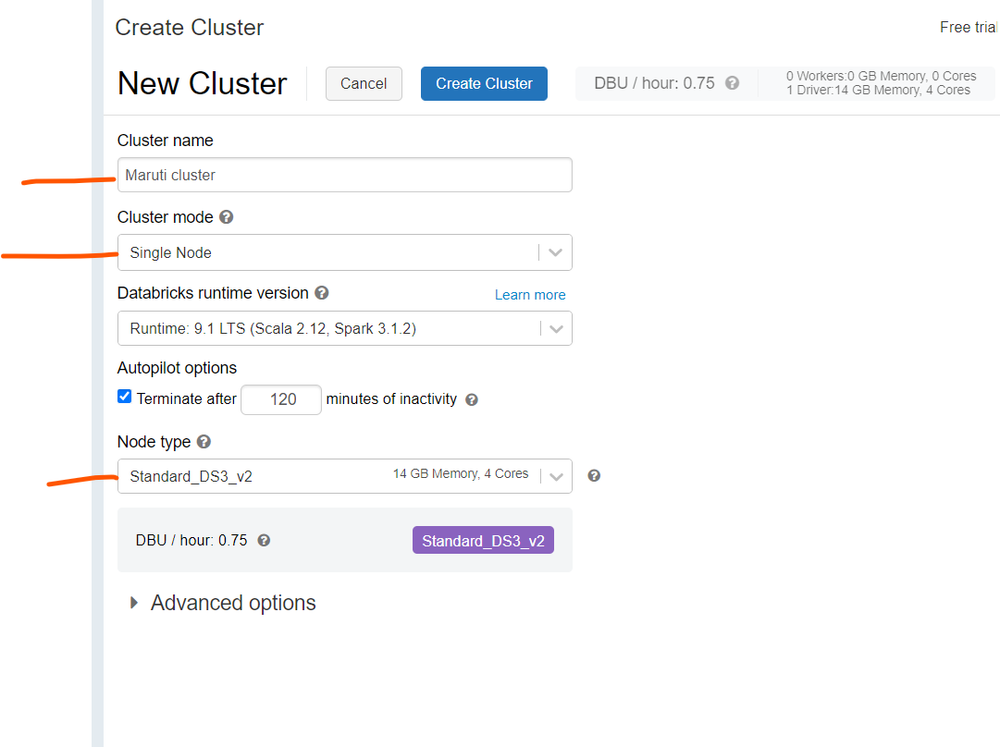 Create Cluster
Free trial
New Cluster
Cancel
Create Cluster
DBU / hour: 0.75
0 Workers:0 GB Memory, 0 Cores
1 Driver:14 GB Memory, 4 Cores
Cluster name
Maruti cluster
Cluster mode
Single Node
Databricks runtime version
Learn more
Runtime: 9.1 LTS (Scala 2.12, Spark 3.1.2)
Autopilot options
Terminate after 120 minutes of inactivity
Node type
Standard_DS3_v2 14 GB Memory, 4 Cores
DBU / hour: 0.75 Standard_DS3_v2
Advanced options